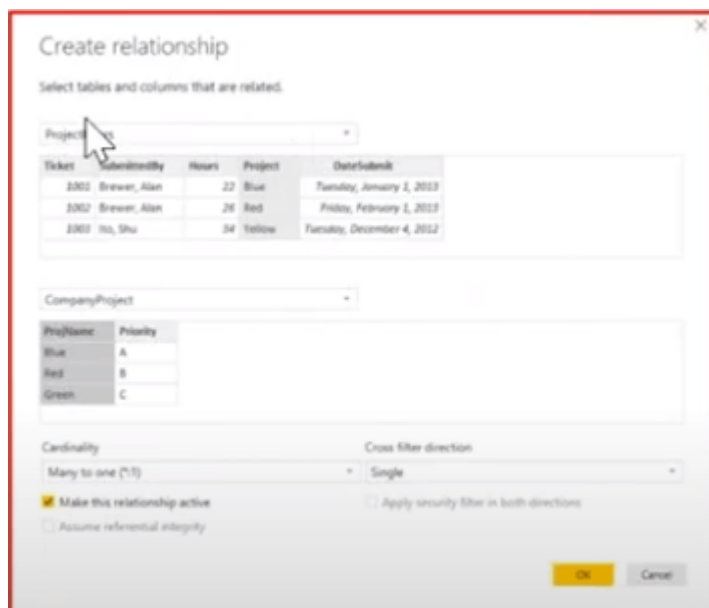 Create relationship
Select tables and columns that are related.
Ticket SubmittedBy Hours Project DateSubmit
1001 Brewer, Alan 22 Blue Tuesday, January 1, 2013
1002 Brewer, Alan 26 Red Friday, February 1, 2013
1003 Ito, Shu 34 Yellow Tuesday, December 4, 2012
CompanyProject
ProjName Priority
Blue A
Red B
Green C
Cardinality Cross filter direction
Many to one (*:1) Single
Make this relationship active Apply security filter in both directions
Assume referential integrity
OK Cancel